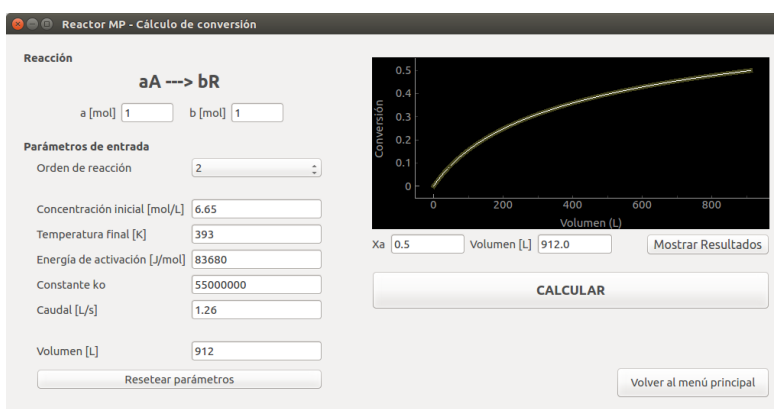 Reactor MP - Cálculo de conversión
Reacción
aA ---> bR
a [mol] 1 b [mol] 1
Parámetros de entrada
Orden de reacción 2
Concentración inicial [mol/L] 6.65
Temperatura final [K] 393
Energía de activación [J/mol] 83680
Constante ko 55000000
Caudal [L/s] 1.26
Volumen [L] 912
Resetear parámetros
Conversión
0.5
0.4
0.3
0.2
0.1
0
0 200 400 600 800
Volumen (L)
Xa 0.5 Volumen [L] 912.0 Mostrar Resultados
CALCULAR
Volver al menú principal